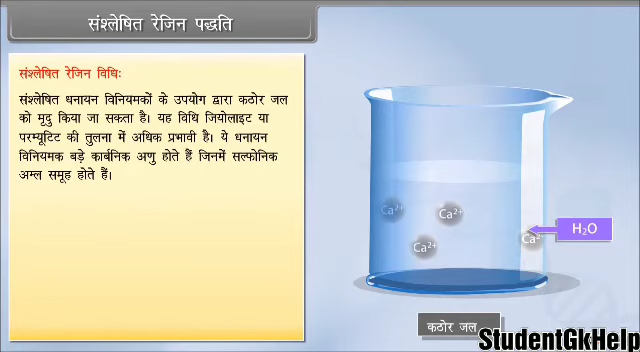 संश्लेषित रेजिन पद्धति
संश्लेषित रेजिन विधिः
संश्लेषित धनायन विनियमकों के उपयोग द्वारा कठोर जल
को मृदु किया जा सकता है। यह विधि जियोलाइट या
परम्यूटिट की तुलना में अधिक प्रभावी है। ये धनायन
विनियमक बड़े कार्बनिक अणु होते हैं जिनमें सल्फोनिक
अम्ल समूह होते हैं।
Ca²⁺
Ca²⁺
Ca²⁺
Ca²
H₂O
कठोर जल
StudentGkHelp